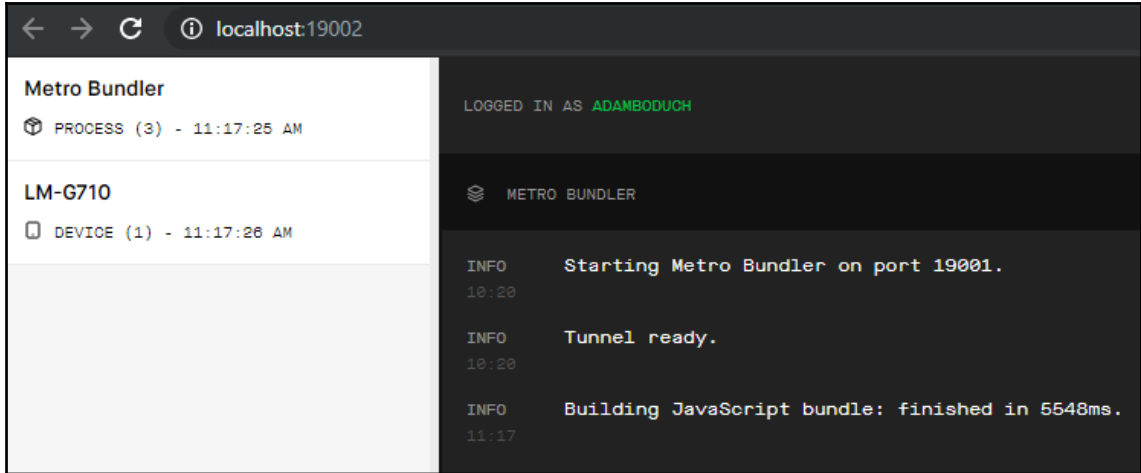 localhost:19002
Metro Bundler
PROCESS (3) - 11:17:25 AM
LM-G710
DEVICE (1) - 11:17:26 AM
LOGGED IN AS ADAMBODUCH
METRO BUNDLER
INFO Starting Metro Bundler on port 19001.
10:20
INFO Tunnel ready.
10:20
INFO Building JavaScript bundle: finished in 5548ms.
11:17